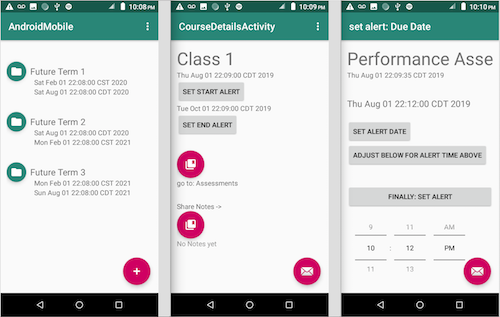 10:08 PM
AndroidMobile
Future Term 1
Sat Feb 01 22:08:00 CST 2020
Sat Aug 01 22:08:00 CDT 2020
Future Term 2
Sat Aug 01 22:08:00 CDT 2020
Mon Feb 01 22:08:00 CST 2021
Future Term 3
Mon Feb 01 22:08:00 CST 2021
Sun Aug 01 22:08:00 CDT 2021
+
10:09 PM
CourseDetailsActivity
Class 1
Thu Aug 01 22:09:00 CDT 2019
SET START ALERT
Tue Oct 01 22:09:00 CDT 2019
SET END ALERT
go to: Assessments
Share Notes ->
No Notes yet
10:10 PM
set alert: Due Date
Performance Asse
Thu Aug 01 22:09:35 CDT 2019
Thu Aug 01 22:12:00 CDT 2019
SET ALERT DATE
ADJUST BELOW FOR ALERT TIME ABOVE
FINALLY: SET ALERT
9 11 AM
10 : 12 PM
11 13